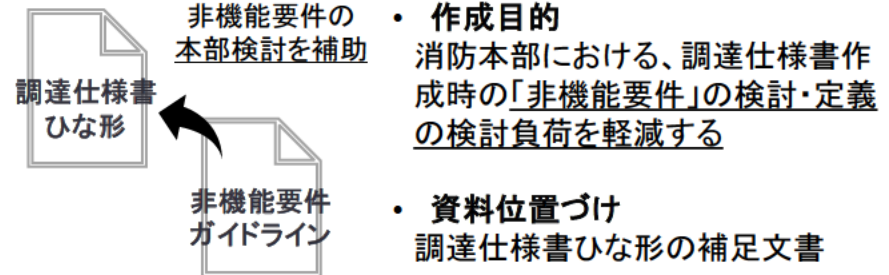 非機能要件の
本部検討を補助
調達仕様書
ひな形
非機能要件
ガイドライン
• 作成目的
消防本部における、調達仕様書作
成時の「非機能要件」の検討・定義
の検討負荷を軽減する
• 資料位置づけ
調達仕様書ひな形の補足文書